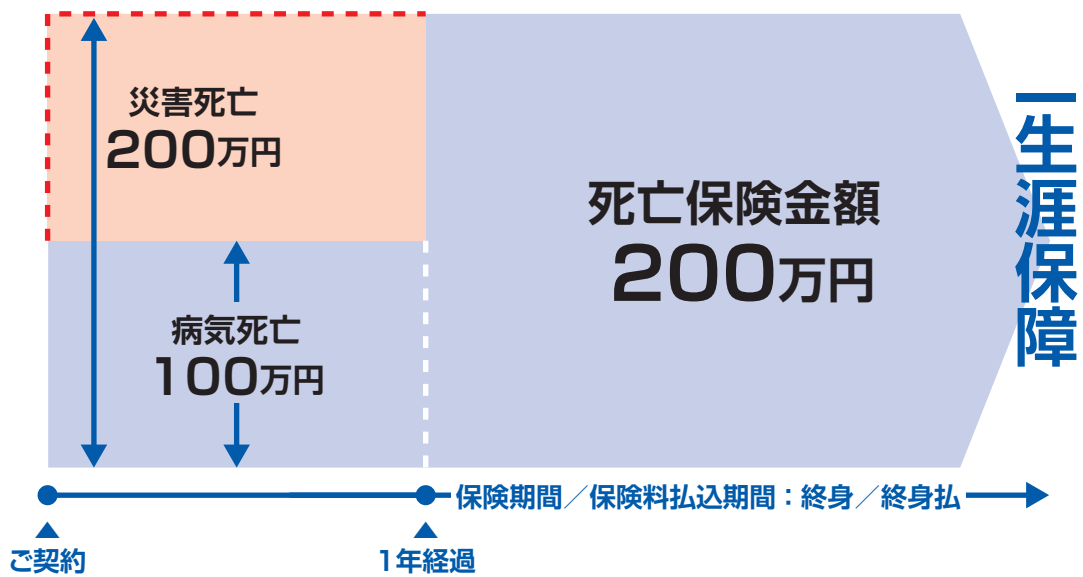 災害死亡
200万円
病気死亡
100万円
死亡保険金額
200万円
一生涯保障
保険期間／保険料払込期間：終身／終身払
ご契約
1年経過